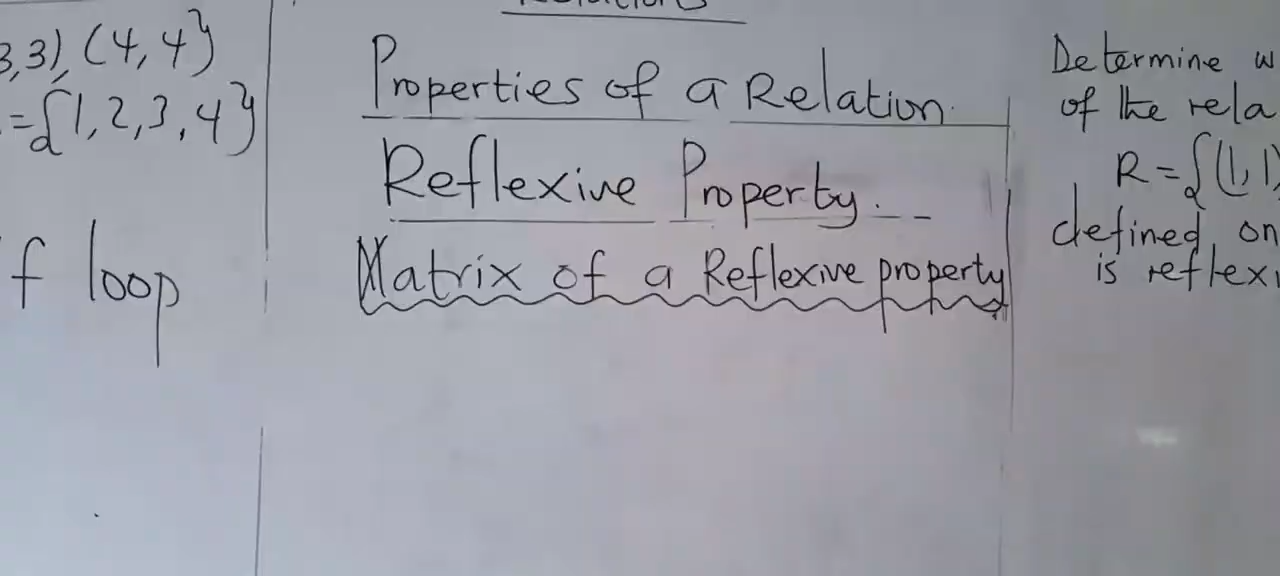 3,3), (4,4}
={1,2,3,4}
f loop
Relations
Properties of a Relation.
Reflexive Property.
Matrix of a Reflexive property
Determine w
of the rela
R={(1,1),
defined, on
is reflexi